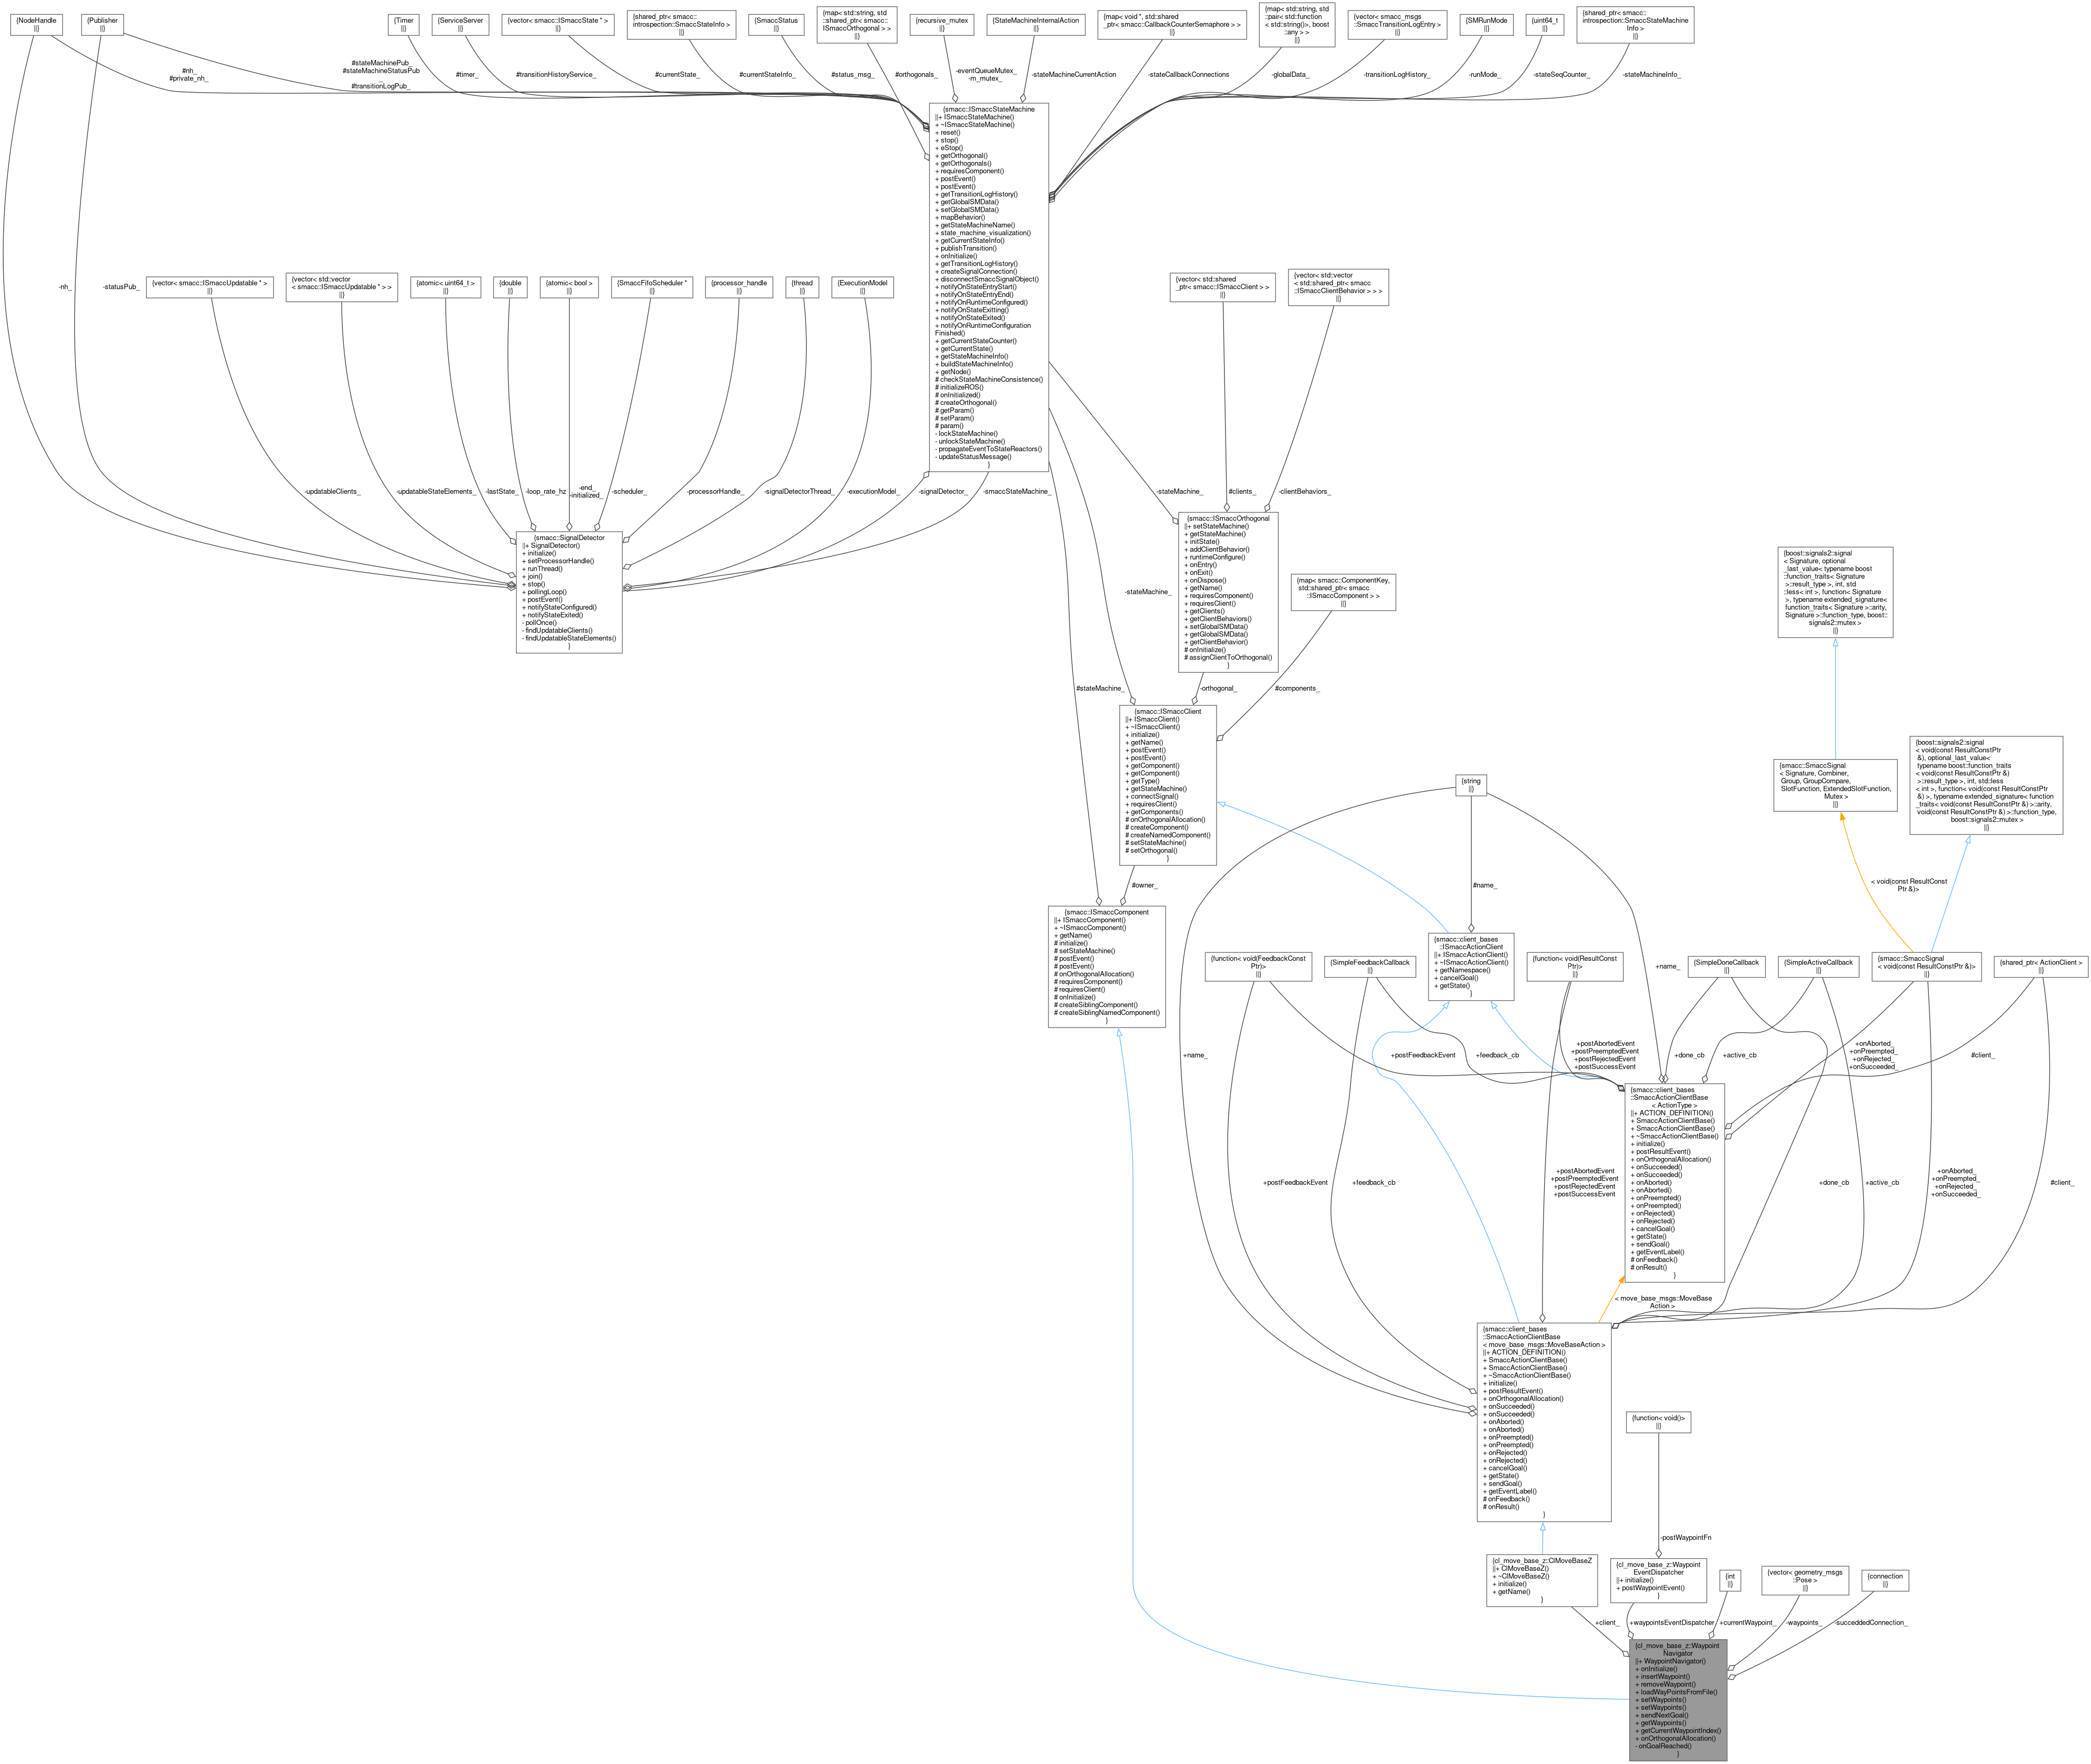 {NodeHandle
||}
{Publisher
||}
{Timer
||}
{ServiceServer
||}
{vector< smacc::ISmaccState * >
||}
{shared_ptr< smacc::
introspection::SmaccStateInfo >
||}
{SmaccStatus
||}
{map< std::string, std
::shared_ptr< smacc::
ISmaccOrthogonal > >
||}
{recursive_mutex
||}
{StateMachineInternalAction
||}
{map< void *, std::shared
_ptr< smacc::CallbackCounterSemaphore > >
||}
{map< std::string, std
::pair< std::function
< std::string()>, boost
::any > >
||}
{vector< smacc_msgs
::SmaccTransitionLogEntry >
||}
{SMRunMode
||}
{uint64_t
||}
{shared_ptr< smacc::
introspection::SmaccStateMachine
Info >
||}
#nh_
#private_nh_
#stateMachinePub_
#stateMachineStatusPub
_
#transitionLogPub_
#timer_
#transitionHistoryService_
#currentState_
#currentStateInfo_
#status_msg_
#orthogonals_
-eventQueueMutex_
-m_mutex_
-stateMachineCurrentAction
-stateCallbackConnections
-globalData_
-transitionLogHistory_
-runMode_
-stateSeqCounter_
-stateMachineInfo_
{smacc::ISmaccStateMachine
||+ ISmaccStateMachine()
+ ~ISmaccStateMachine()
+ reset()
+ stop()
+ eStop()
+ getOrthogonal()
+ getOrthogonals()
+ requiresComponent()
+ postEvent()
+ postEvent()
+ getTransitionLogHistory()
+ getGlobalSMData()
+ setGlobalSMData()
+ mapBehavior()
+ getStateMachineName()
+ state_machine_visualization()
+ getCurrentStateInfo()
+ publishTransition()
+ onInitialize()
+ getTransitionLogHistory()
+ createSignalConnection()
+ disconnectSmaccSignalObject()
+ notifyOnStateEntryStart()
+ notifyOnStateEntryEnd()
+ notifyOnRuntimeConfigured()
+ notifyOnStateExitting()
+ notifyOnStateExited()
+ notifyOnRuntimeConfiguration
Finished()
+ getCurrentStateCounter()
+ getCurrentState()
+ getStateMachineInfo()
+ buildStateMachineInfo()
+ getNode()
# checkStateMachineConsistence()
# initializeROS()
# onInitialized()
# createOrthogonal()
# getParam()
# setParam()
# param()
- lockStateMachine()
- unlockStateMachine()
- propagateEventToStateReactors()
- updateStatusMessage()
}
-nh_
-statusPub_
{vector< smacc::ISmaccUpdatable * >
||}
{vector< std::vector
< smacc::ISmaccUpdatable * > >
||}
{atomic< uint64_t >
||}
{double
||}
{atomic< bool >
||}
{SmaccFifoScheduler *
||}
{processor_handle
||}
{thread
||}
{ExecutionModel
||}
{vector< std::shared
_ptr< smacc::ISmaccClient > >
||}
{vector< std::vector
< std::shared_ptr< smacc
::ISmaccClientBehavior > > >
||}
-updatableClients_
-updatableStateElements_
-lastState_
-loop_rate_hz
-end_
-initialized_
-scheduler_
-processorHandle_
-signalDetectorThread_
-executionModel_
-signalDetector_
-smaccStateMachine_
-stateMachine_
#clients_
-clientBehaviors_
{smacc::SignalDetector
||+ SignalDetector()
+ initialize()
+ setProcessorHandle()
+ runThread()
+ join()
+ stop()
+ pollingLoop()
+ postEvent()
+ notifyStateConfigured()
+ notifyStateExited()
- pollOnce()
- findUpdatableClients()
- findUpdatableStateElements()
}
{smacc::ISmaccOrthogonal
||+ setStateMachine()
+ getStateMachine()
+ initState()
+ addClientBehavior()
+ runtimeConfigure()
+ onEntry()
+ onExit()
+ onDispose()
+ getName()
+ requiresComponent()
+ requiresClient()
+ getClients()
+ getClientBehaviors()
+ setGlobalSMData()
+ getGlobalSMData()
+ getClientBehavior()
# onInitialize()
# assignClientToOrthogonal()
}
{map< smacc::ComponentKey,
std::shared_ptr< smacc
::ISmaccComponent > >
||}
{boost::signals2::signal
< Signature, optional
_last_value< typename boost
::function_traits< Signature
>::result_type >, int, std
::less< int >, function< Signature
>, typename extended_signature<
function_traits< Signature >::arity,
Signature >::function_type, boost::
signals2::mutex >
||}
-stateMachine_
#stateMachine_
-orthogonal_
#components_
{smacc::ISmaccClient
||+ ISmaccClient()
+ ~ISmaccClient()
+ initialize()
+ getName()
+ postEvent()
+ postEvent()
+ getComponent()
+ getComponent()
+ getType()
+ getStateMachine()
+ connectSignal()
+ requiresClient()
+ getComponents()
# onOrthogonalAllocation()
# createComponent()
# createNamedComponent()
# setStateMachine()
# setOrthogonal()
}
{string
||}
{smacc::SmaccSignal
< Signature, Combiner,
Group, GroupCompare,
SlotFunction, ExtendedSlotFunction,
Mutex >
||}
{boost::signals2::signal
< void(const ResultConstPtr
&), optional_last_value<
typename boost::function_traits
< void(const ResultConstPtr &)
>::result_type >, int, std::less
< int >, function< void(const ResultConstPtr
&) >, typename extended_signature< function
_traits< void(const ResultConstPtr &) >::arity,
void(const ResultConstPtr &) >::function_type,
boost::signals2::mutex >
||}
#owner_
#name_
< void(const ResultConst
Ptr &)>
{smacc::ISmaccComponent
||+ ISmaccComponent()
+ ~ISmaccComponent()
+ getName()
# initialize()
# setStateMachine()
# postEvent()
# postEvent()
# onOrthogonalAllocation()
# requiresComponent()
# requiresClient()
# onInitialize()
# createSiblingComponent()
# createSiblingNamedComponent()
}
{function< void(FeedbackConst
Ptr)>
||}
{SimpleFeedbackCallback
||}
{smacc::client_bases
::ISmaccActionClient
||+ ISmaccActionClient()
+ ~ISmaccActionClient()
+ getNamespace()
+ cancelGoal()
+ getState()
}
{function< void(ResultConst
Ptr)>
||}
+name_
{SimpleDoneCallback
||}
{SimpleActiveCallback
||}
{smacc::SmaccSignal
< void(const ResultConstPtr &)>
||}
{shared_ptr< ActionClient >
||}
+name_
+postFeedbackEvent
+feedback_cb
+postAbortedEvent
+postPreemptedEvent
+postRejectedEvent
+postSuccessEvent
+done_cb
+active_cb
+onAborted_
+onPreempted_
+onRejected_
+onSucceeded_
#client_
{smacc::client_bases
::SmaccActionClientBase
< ActionType >
||+ ACTION_DEFINITION()
+ SmaccActionClientBase()
+ SmaccActionClientBase()
+ ~SmaccActionClientBase()
+ initialize()
+ postResultEvent()
+ onOrthogonalAllocation()
+ onSucceeded()
+ onSucceeded()
+ onAborted()
+ onAborted()
+ onPreempted()
+ onPreempted()
+ onRejected()
+ onRejected()
+ cancelGoal()
+ getState()
+ sendGoal()
+ getEventLabel()
# onFeedback()
# onResult()
}
+postFeedbackEvent
+feedback_cb
+postAbortedEvent
+postPreemptedEvent
+postRejectedEvent
+postSuccessEvent
+done_cb
+active_cb
+onAborted_
+onPreempted_
+onRejected_
+onSucceeded_
#client_
< move_base_msgs::MoveBase
Action >
{smacc::client_bases
::SmaccActionClientBase
< move_base_msgs::MoveBaseAction >
||+ ACTION_DEFINITION()
+ SmaccActionClientBase()
+ SmaccActionClientBase()
+ ~SmaccActionClientBase()
+ initialize()
+ postResultEvent()
+ onOrthogonalAllocation()
+ onSucceeded()
+ onSucceeded()
+ onAborted()
+ onAborted()
+ onPreempted()
+ onPreempted()
+ onRejected()
+ onRejected()
+ cancelGoal()
+ getState()
+ sendGoal()
+ getEventLabel()
# onFeedback()
# onResult()
}
{function< void()>
||}
-postWaypointFn
{cl_move_base_z::ClMoveBaseZ
||+ ClMoveBaseZ()
+ ~ClMoveBaseZ()
+ initialize()
+ getName()
}
{cl_move_base_z::Waypoint
EventDispatcher
||+ initialize()
+ postWaypointEvent()
}
{int
||}
{vector< geometry_msgs
::Pose >
||}
{connection
||}
+client_
+waypointsEventDispatcher
+currentWaypoint_
-waypoints_
-succeddedConnection_
{cl_move_base_z::Waypoint
Navigator
||+ WaypointNavigator()
+ onInitialize()
+ insertWaypoint()
+ removeWaypoint()
+ loadWayPointsFromFile()
+ setWaypoints()
+ setWaypoints()
+ sendNextGoal()
+ getWaypoints()
+ getCurrentWaypointIndex()
+ onOrthogonalAllocation()
- onGoalReached()
}